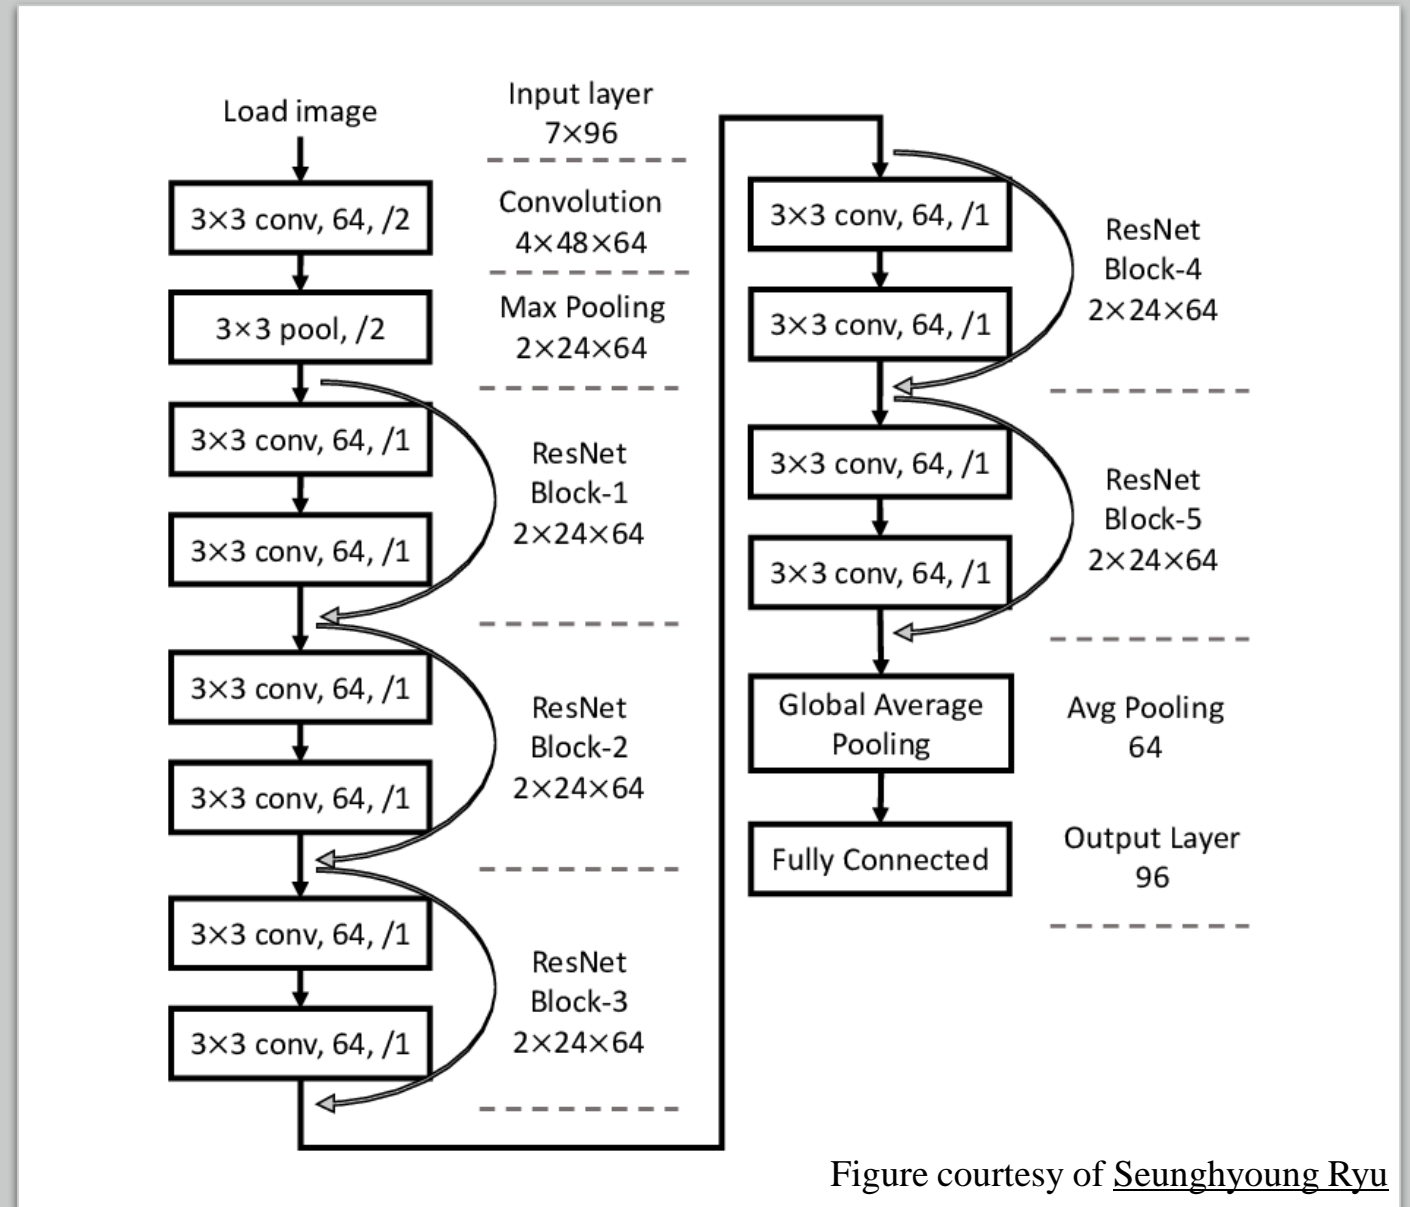 Load image
Input layer
7×96
3×3 conv, 64, /2
Convolution
4×48×64
3×3 pool, /2
Max Pooling
2×24×64
3×3 conv, 64, /1
3×3 conv, 64, /1
ResNet
Block-1
2×24×64
3×3 conv, 64, /1
3×3 conv, 64, /1
ResNet
Block-2
2×24×64
3×3 conv, 64, /1
3×3 conv, 64, /1
ResNet
Block-3
2×24×64
3×3 conv, 64, /1
3×3 conv, 64, /1
ResNet
Block-4
2×24×64
3×3 conv, 64, /1
3×3 conv, 64, /1
ResNet
Block-5
2×24×64
Global Average
Pooling
Avg Pooling
64
Fully Connected
Output Layer
96
Figure courtesy of Seunghyoung Ryu